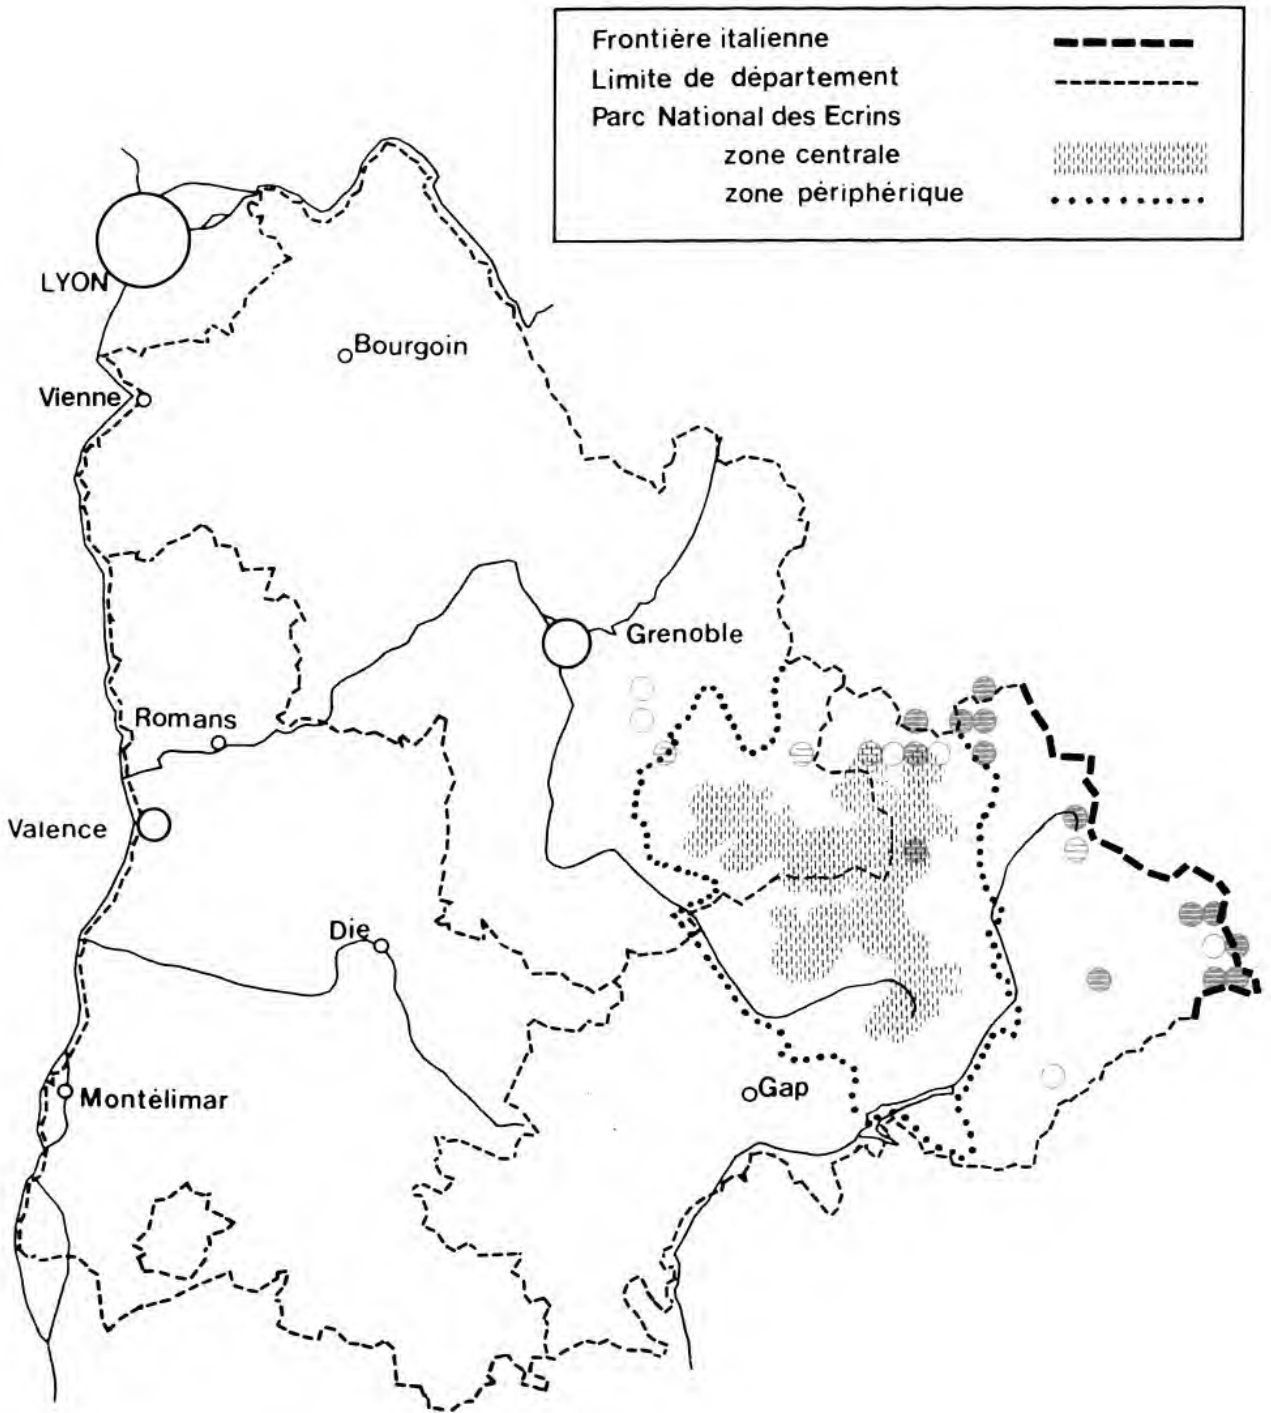 Frontière italienne
Limite de département
Parc National des Ecrins
zone centrale
zone périphérique
LYON
Bourgoin
Vienne
Grenoble
Romans
Valence
Die
Montélimar
Gap